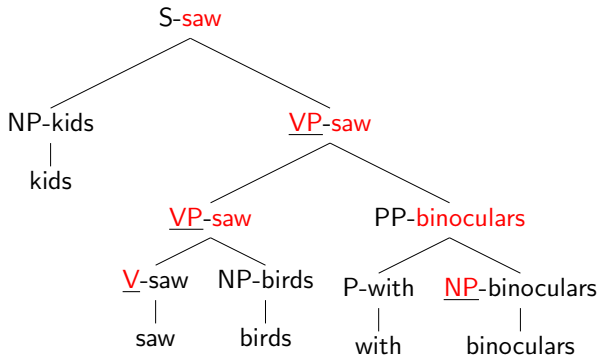 S-saw
NP-kids VP-saw
kids
VP-saw PP-binoculars
V-saw NP-birds P-with NP-binoculars
saw birds with binoculars